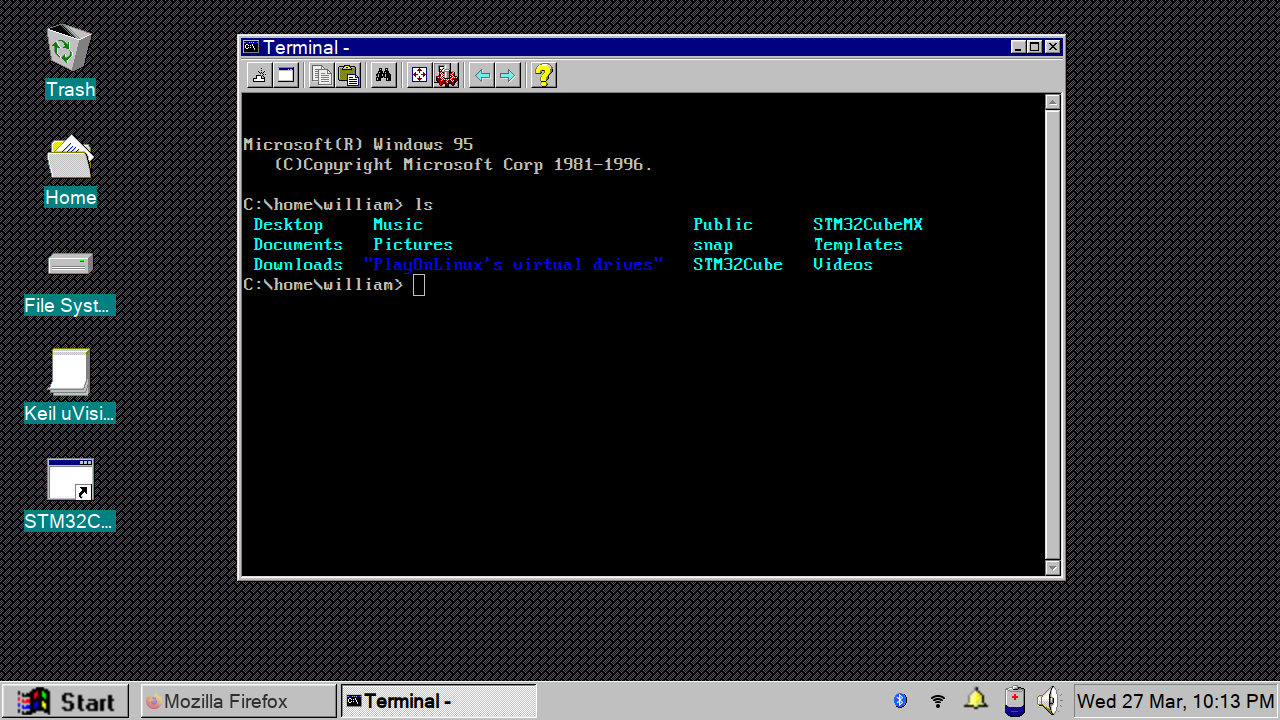 Trash
Home
File Syst...
Keil uVisi...
STM32C...
Terminal -
Microsoft(R) Windows 95
(C)Copyright Microsoft Corp 1981-1996.
C:\home\william> ls
Desktop Music Public STM32CubeMX
Documents Pictures snap Templates
Downloads "PlayOnLinux's virtual drives" STM32Cube Videos
C:\home\william>
Start Mozilla Firefox Terminal - Wed 27 Mar, 10:13 PM